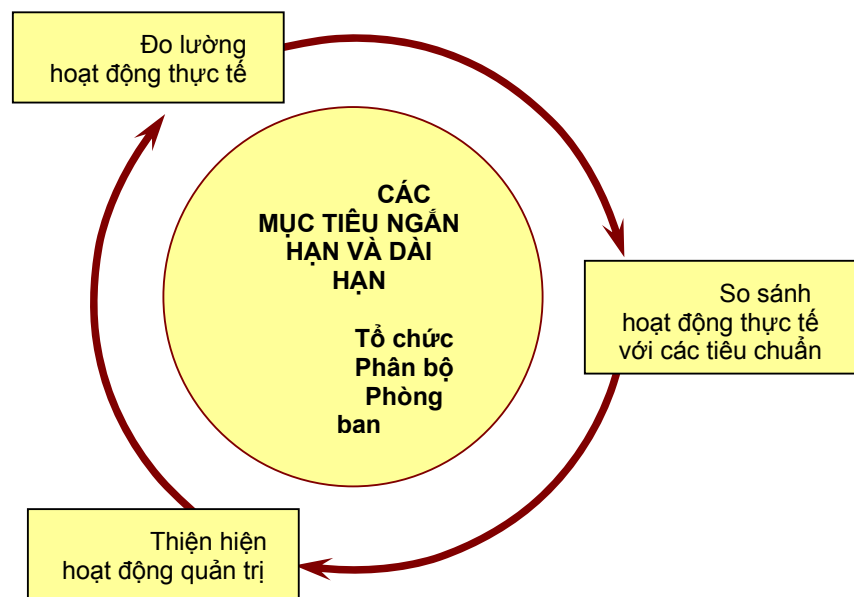 Đo lường
hoạt động thực tế
CÁC
MỤC TIÊU NGẮN
HẠN VÀ DÀI
HẠN
Tổ chức
Phân bộ
Phòng
ban
So sánh
hoạt động thực tế
với các tiêu chuẩn
Thiện hiện
hoạt động quản trị